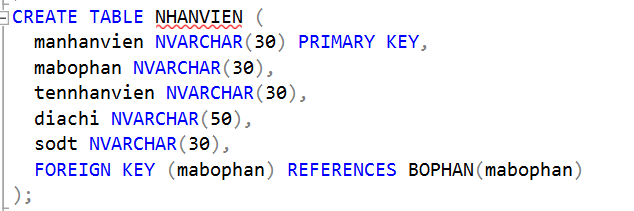 CREATE TABLE NHANVIEN (
manhanvien NVARCHAR(30) PRIMARY KEY,
mabophan NVARCHAR(30),
tennhanvien NVARCHAR(30),
diachi NVARCHAR(50),
sodt NVARCHAR(30),
FOREIGN KEY (mabophan) REFERENCES BOPHAN(mabophan)
);